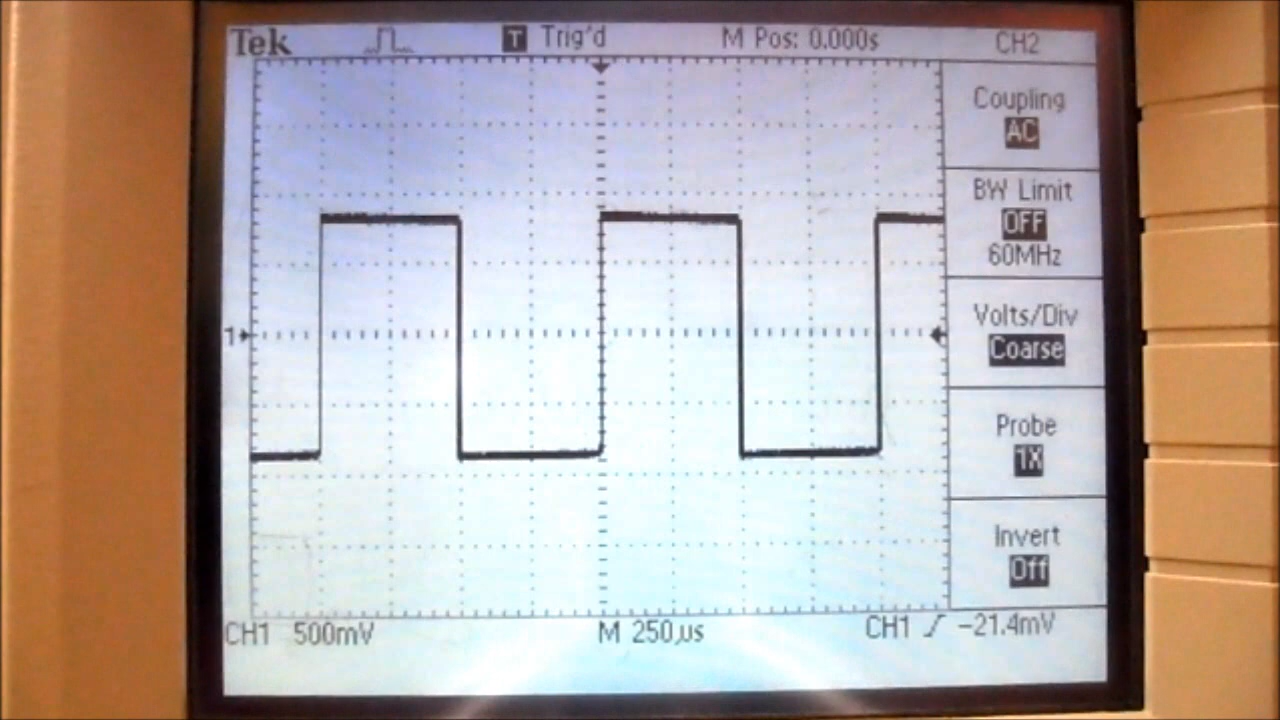 Tek T Trig'd M Pos: 0.000s CH2
Coupling
AC
BW Limit
OFF
60MHz
1
Volts/Div
Coarse
Probe
1X
Invert
Off
CH1 500mV M 250µs CH1 -21.4mV